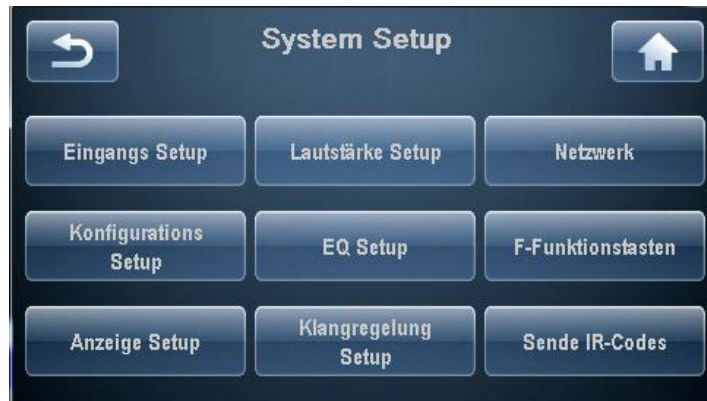 System Setup
Eingangs Setup
Lautstärke Setup
Netzwerk
Konfigurations
Setup
EQ Setup
F-Funktionstasten
Anzeige Setup
Klangregelung
Setup
Sende IR-Codes